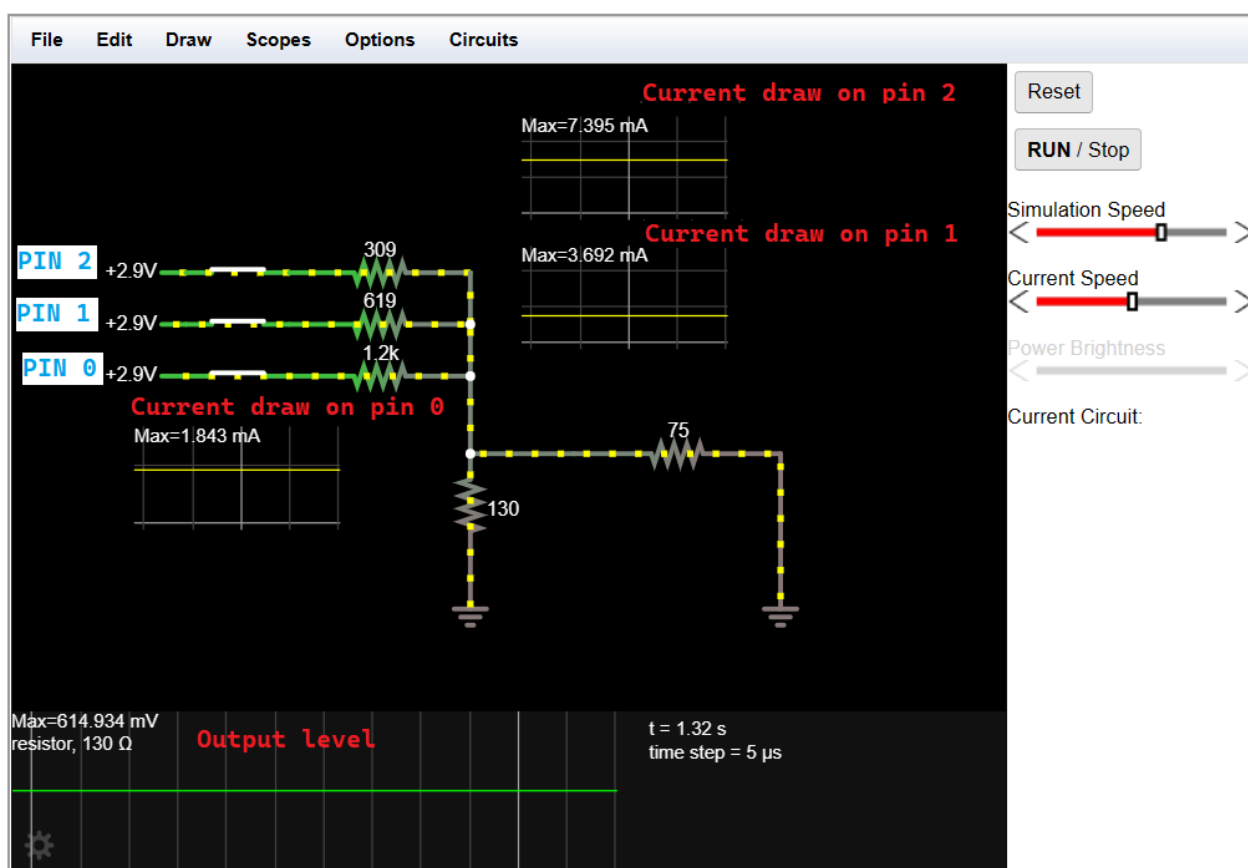 File Edit Draw Scopes Options Circuits
Current draw on pin 2
Max=7.395 mA
Current draw on pin 1
Max=3.692 mA
PIN 2 +2.9V 309
PIN 1 +2.9V 619
PIN 0 +2.9V 1.2k
Current draw on pin 0
Max=1.843 mA
75
130
Max=614.934 mV
resistor, 130 Ω
Output level
t = 1.32 s
time step = 5 µs
Reset
RUN / Stop
Simulation Speed
Current Speed
Power Brightness
Current Circuit: